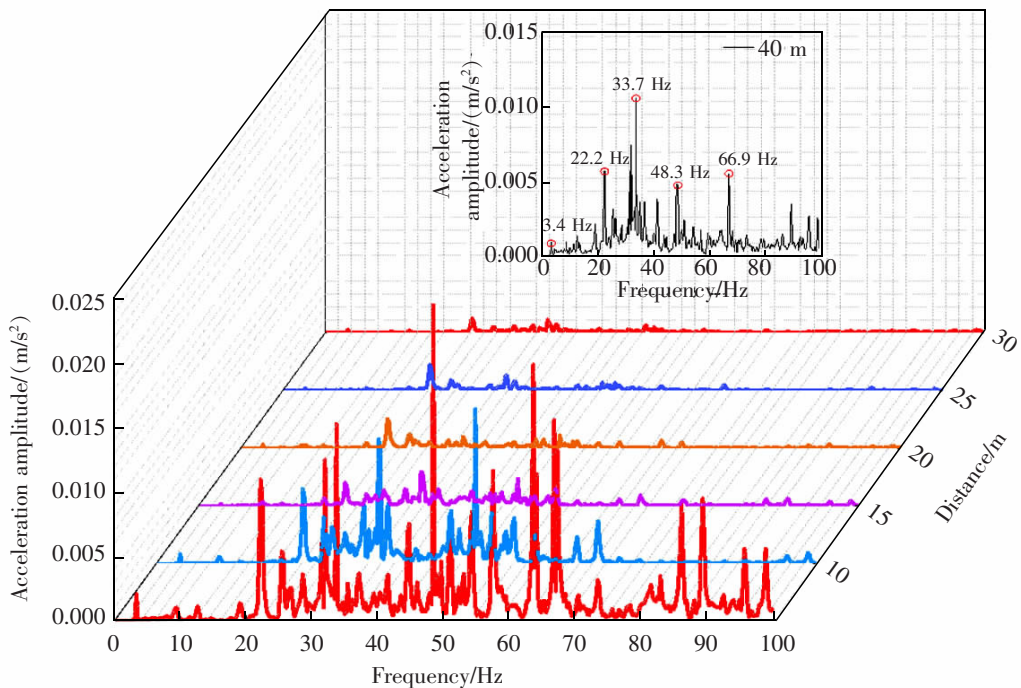 0.015
40 m
Acceleration
amplitude/(m/s²)
33.7 Hz
0.010
22.2 Hz
66.9 Hz
48.3 Hz
0.005
3.4 Hz
0.000
0 20 40 60 80 100
Frequency/Hz
0.025
0.020
0.015
0.010
0.005
0.000
Acceleration amplitude/(m/s²)
30
25
20
15
10
Distance/m
0 10 20 30 40 50 60 70 80 90 100
Frequency/Hz